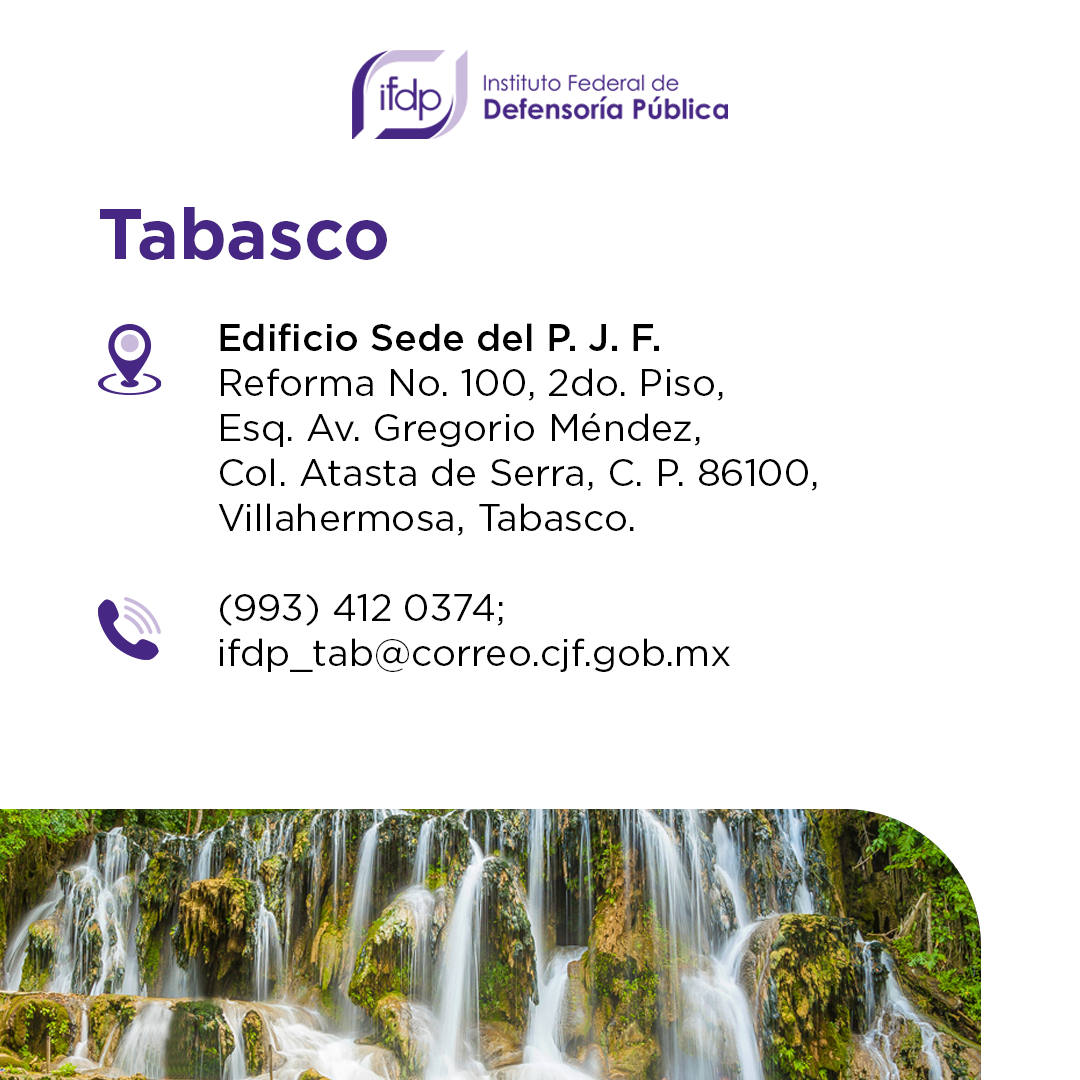 ifdp
Instituto Federal de
Defensoría Pública
Tabasco
Edificio Sede del P. J. F.
Reforma No. 100, 2do. Piso,
Esq. Av. Gregorio Méndez,
Col. Atasta de Serra, C. P. 86100,
Villahermosa, Tabasco.
(993) 412 0374;
ifdp_tab@correo.cjf.gob.mx